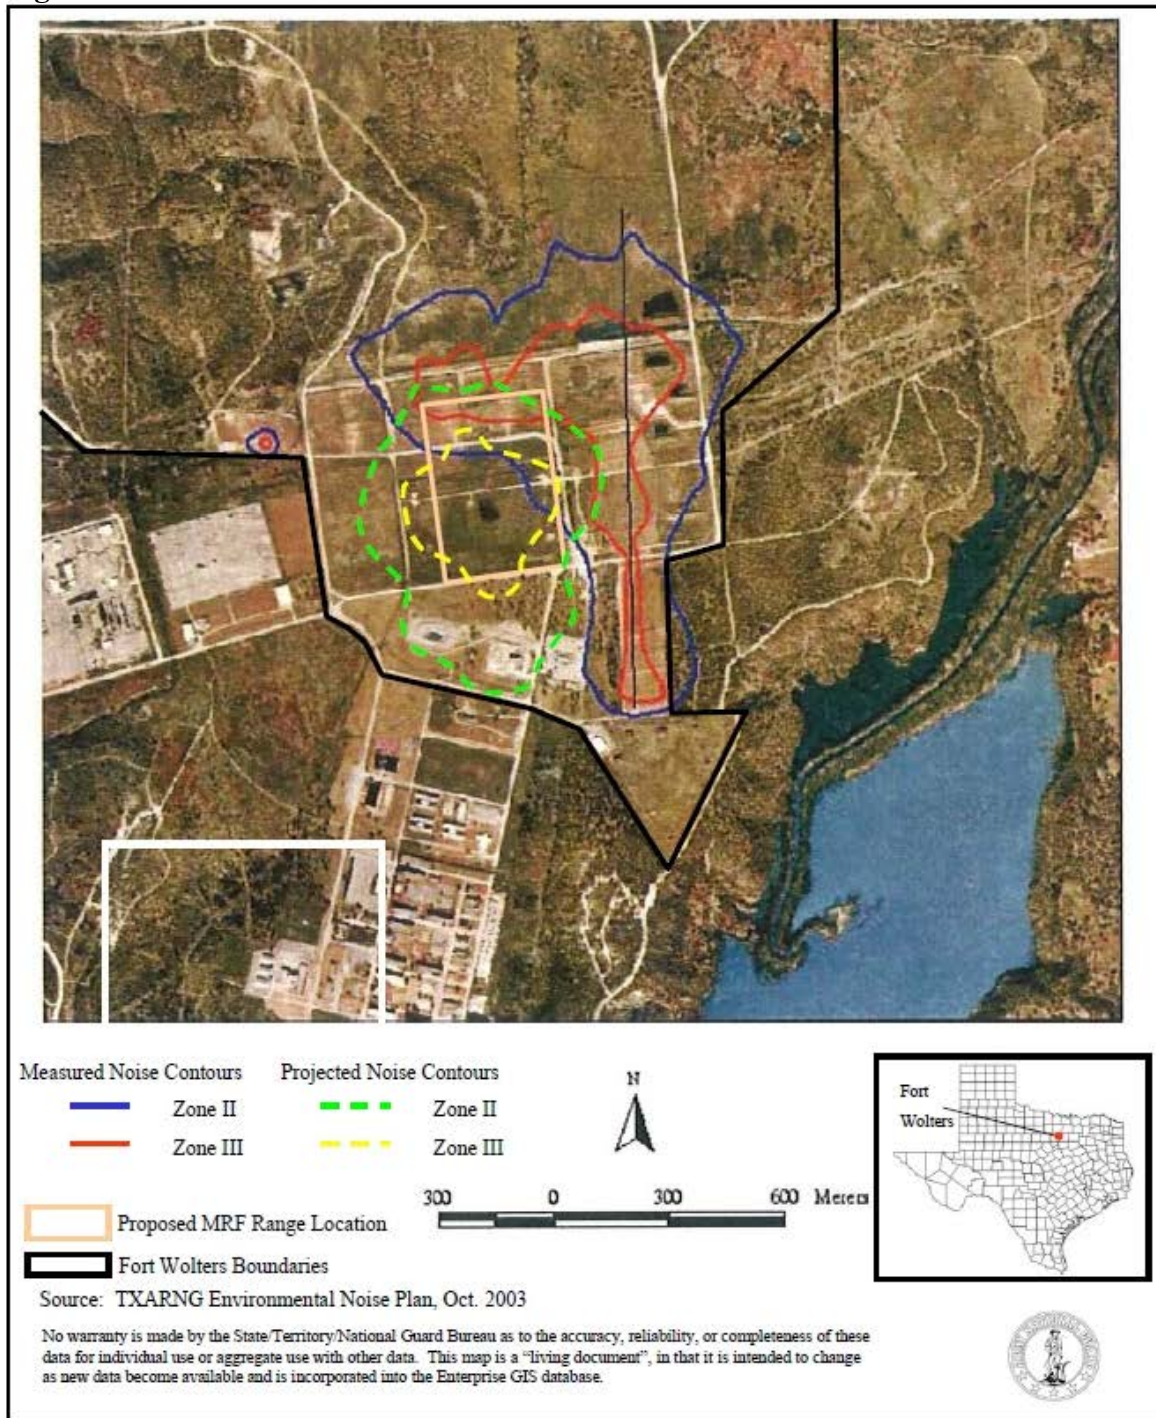 Measured Noise Contours
Projected Noise Contours
Zone II
Zone II
Zone III
Zone III
N
Fort
Wolters
300 0 300 600 Meters
Proposed MRF Range Location
Fort Wolters Boundaries
Source: TXARNG Environmental Noise Plan, Oct. 2003
No warranty is made by the State/Territory/National Guard Bureau as to the accuracy, reliability, or completeness of these
data for individual use or aggregate use with other data. This map is a “living document”, in that it is intended to change
as new data become available and is incorporated into the Enterprise GIS database.